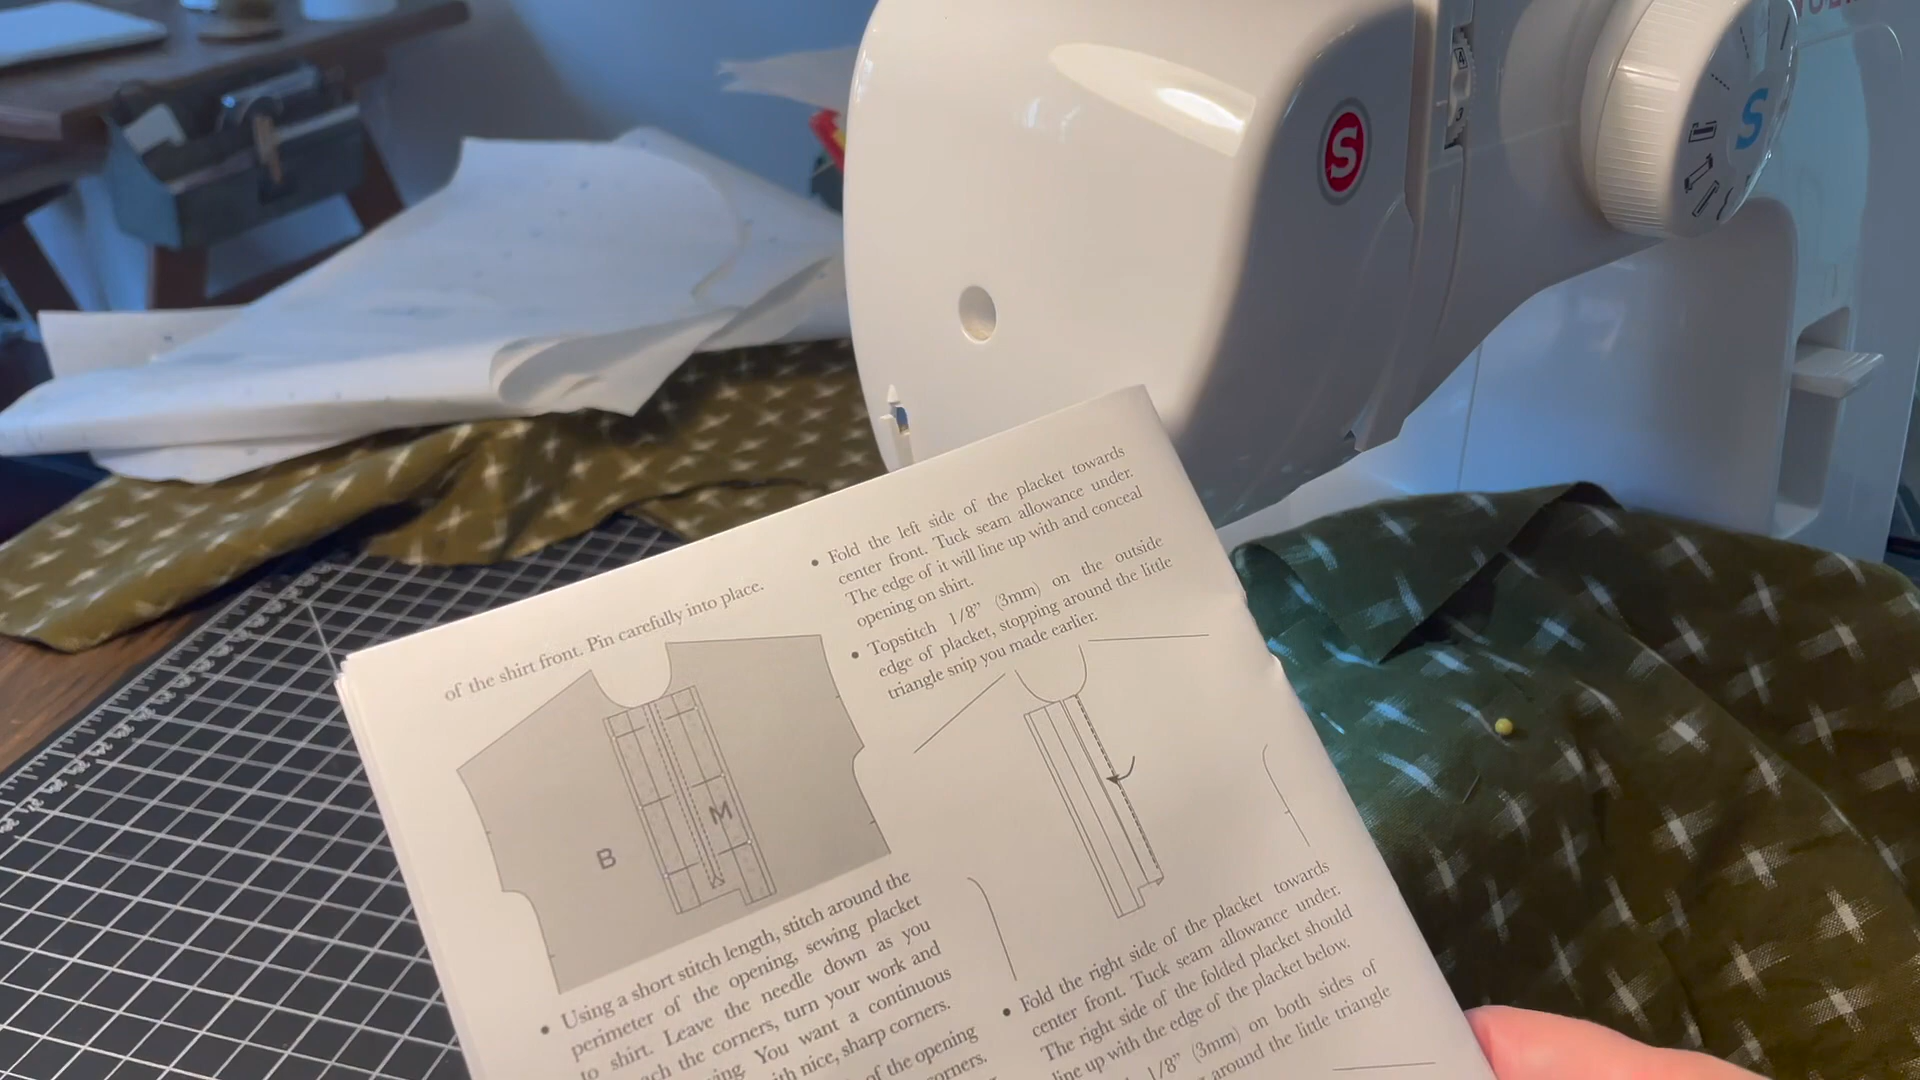 of the shirt front. Pin carefully into place.
B
M
• Using a short stitch length, stitch around the
perimeter of the opening, sewing placket
to shirt. Leave the needle down as you
the corners, turn your work and
You want a continuous
nice, sharp corners.
of the opening
corners.
• Fold the left side of the placket towards
center front. Tuck seam allowance under.
The edge of it will line up with and conceal
opening on shirt.
• Topstitch 1/8” (3mm) on the outside
edge of placket, stopping around the little
triangle snip you made earlier.
• Fold the right side of the placket towards
center front. Tuck seam allowance under.
The right side of the folded placket should
line up with the edge of the placket below.
1/8” (3mm) on both sides of
around the little triangle
S
S